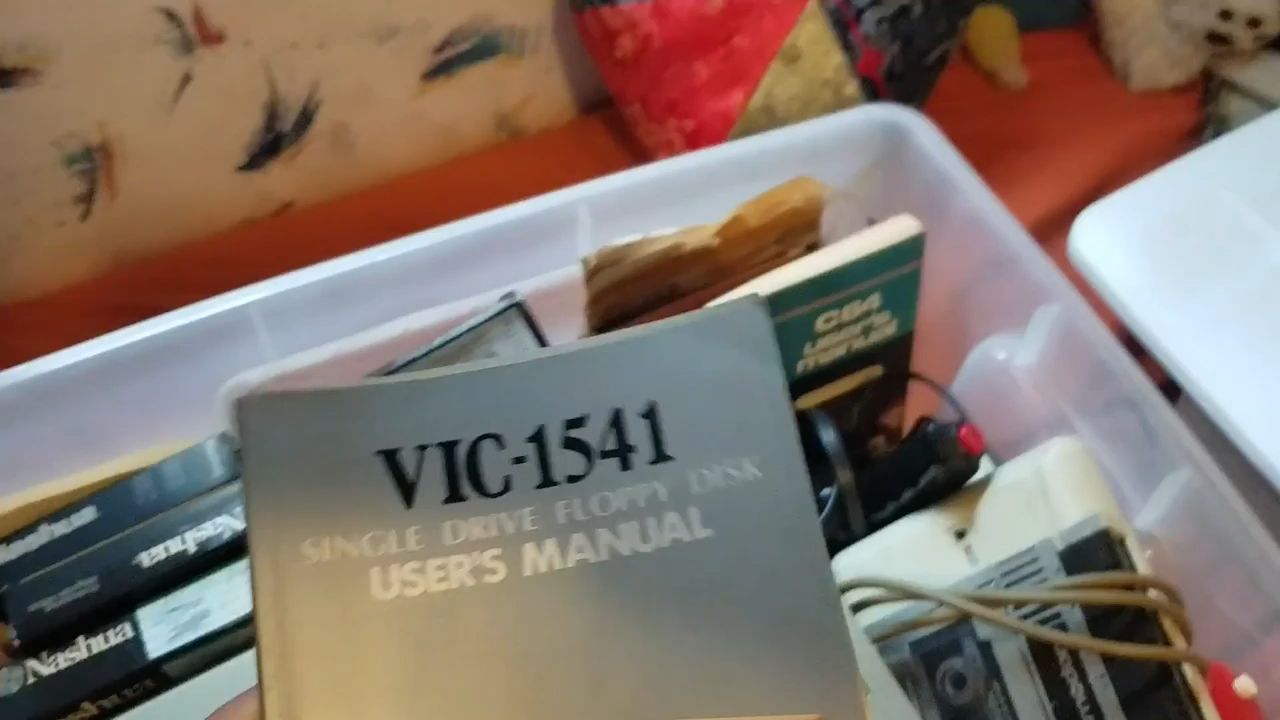 VIC-1541
SINGLE DRIVE FLOPPY DISK
USER'S MANUAL
C64
USER'S
MANUAL
Nashua
Nashua
Nashua